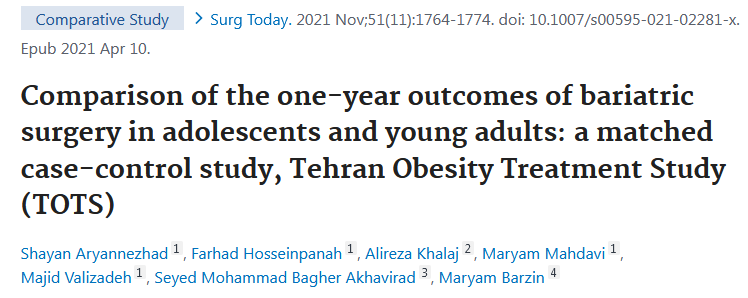 Comparative Study > Surg Today. 2021 Nov;51(11):1764-1774. doi: 10.1007/s00595-021-02281-x.
Epub 2021 Apr 10.
Comparison of the one-year outcomes of bariatric
surgery in adolescents and young adults: a matched
case-control study, Tehran Obesity Treatment Study
(TOTS)
Shayan Aryannezhad 1, Farhad Hosseinpanah 1, Alireza Khalaj 2, Maryam Mahdavi 1,
Majid Valizadeh 1, Seyed Mohammad Bagher Akhavirad 3, Maryam Barzin 4